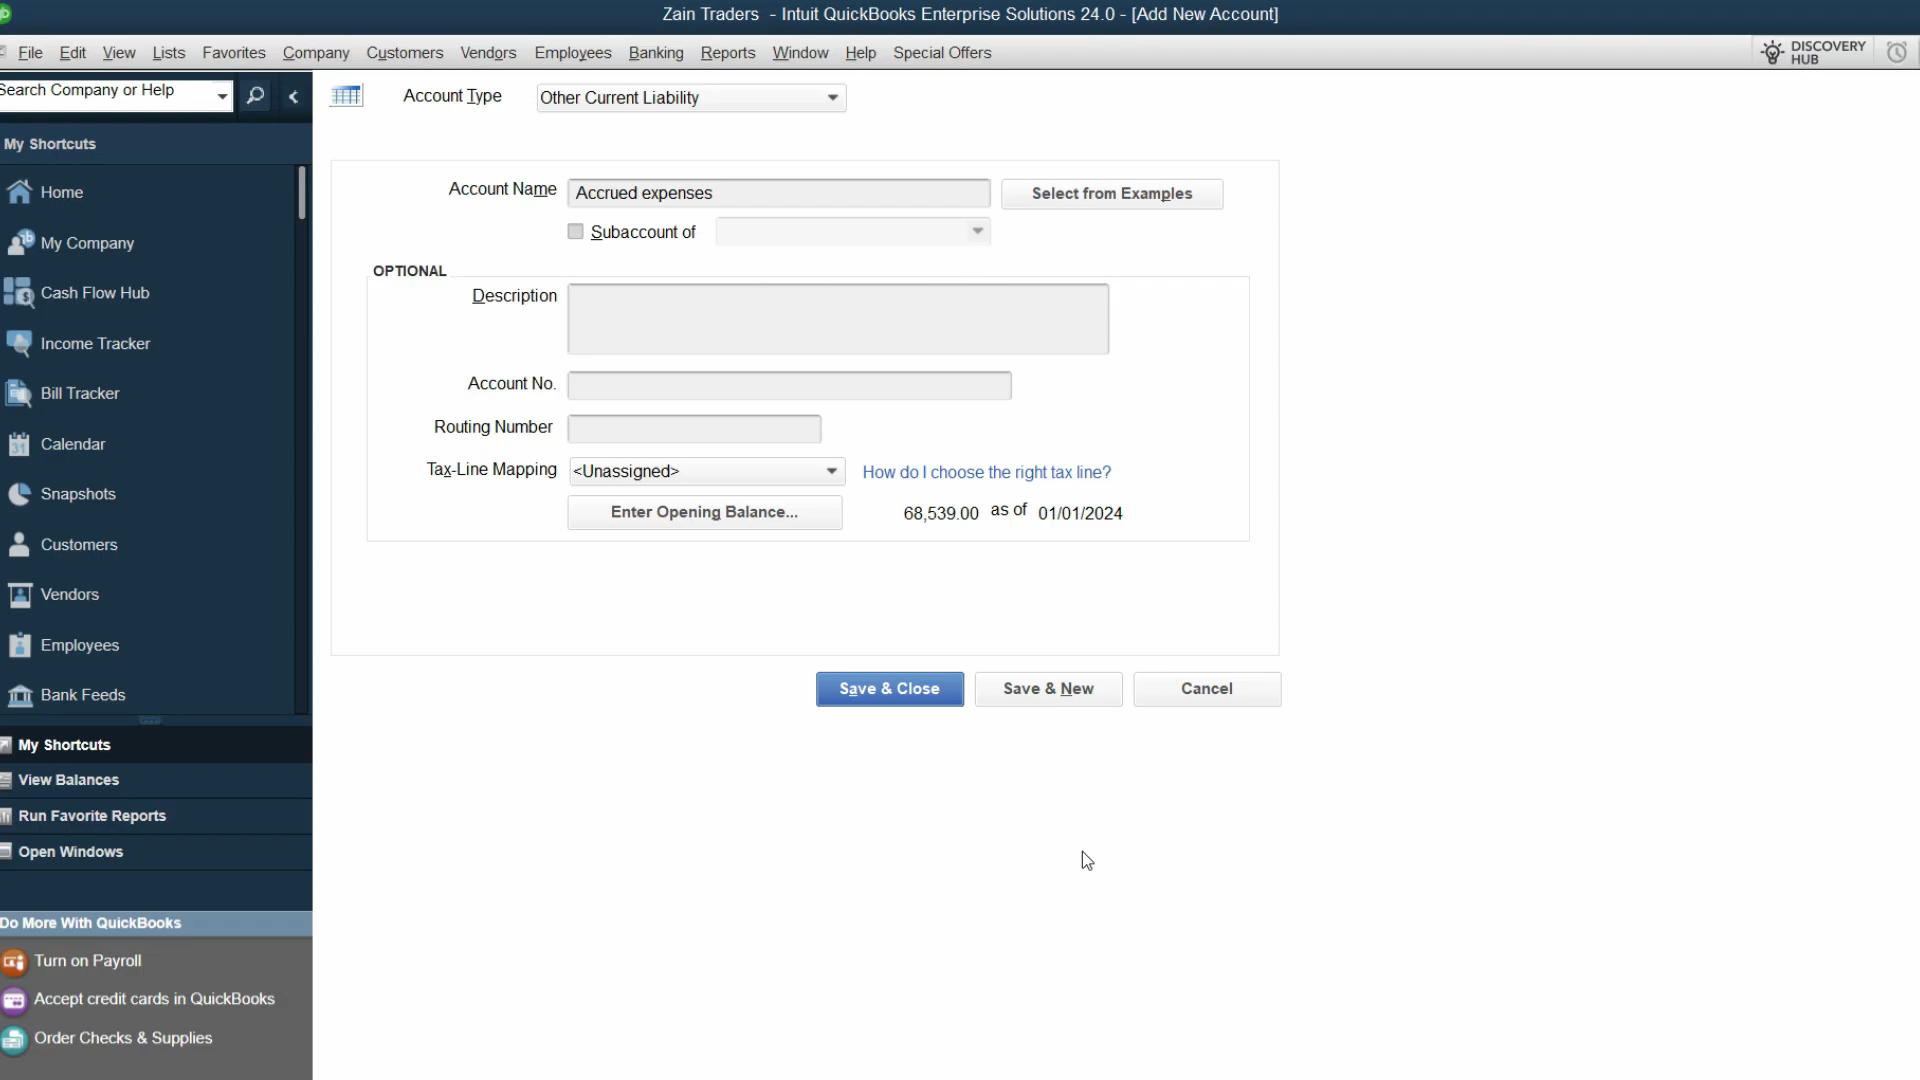 Zain Traders - Intuit QuickBooks Enterprise Solutions 24.0 - [Add New Account]
File Edit View Lists Favorites Company Customers Vendors Employees Banking Reports Window Help Special Offers
DISCOVERY
HUB
Search Company or Help
My Shortcuts
Home
My Company
Cash Flow Hub
Income Tracker
Bill Tracker
Calendar
Snapshots
Customers
Vendors
Employees
Bank Feeds
My Shortcuts
View Balances
Run Favorite Reports
Open Windows
Do More With QuickBooks
Turn on Payroll
Accept credit cards in QuickBooks
Order Checks & Supplies
Account Type Other Current Liability
Account Name Accrued expenses Select from Examples
Subaccount of
OPTIONAL
Description
Account No.
Routing Number
Tax-Line Mapping <Unassigned> How do I choose the right tax line?
Enter Opening Balance... 68,539.00 as of 01/01/2024
Save & Close Save & New Cancel